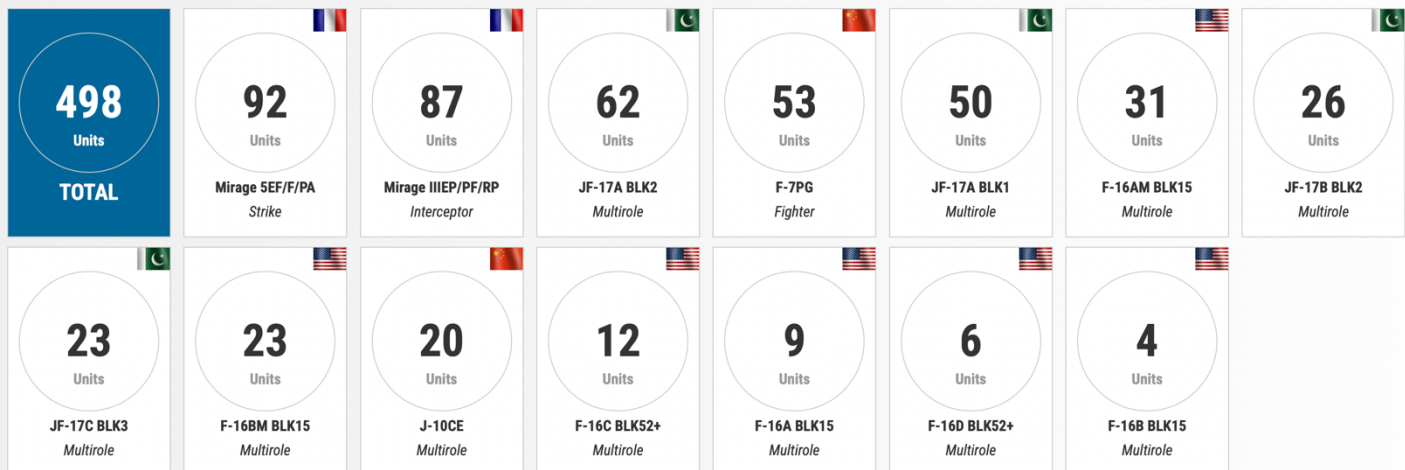 498
Units
TOTAL
92
Units
Mirage 5EF/F/PA
Strike
87
Units
Mirage IIIEP/PF/RP
Interceptor
62
Units
JF-17A BLK2
Multirole
53
Units
F-7PG
Fighter
50
Units
JF-17A BLK1
Multirole
31
Units
F-16AM BLK15
Multirole
26
Units
JF-17B BLK2
Multirole
23
Units
JF-17C BLK3
Multirole
23
Units
F-16BM BLK15
Multirole
20
Units
J-10CE
Multirole
12
Units
F-16C BLK52+
Multirole
9
Units
F-16A BLK15
Multirole
6
Units
F-16D BLK52+
Multirole
4
Units
F-16B BLK15
Multirole